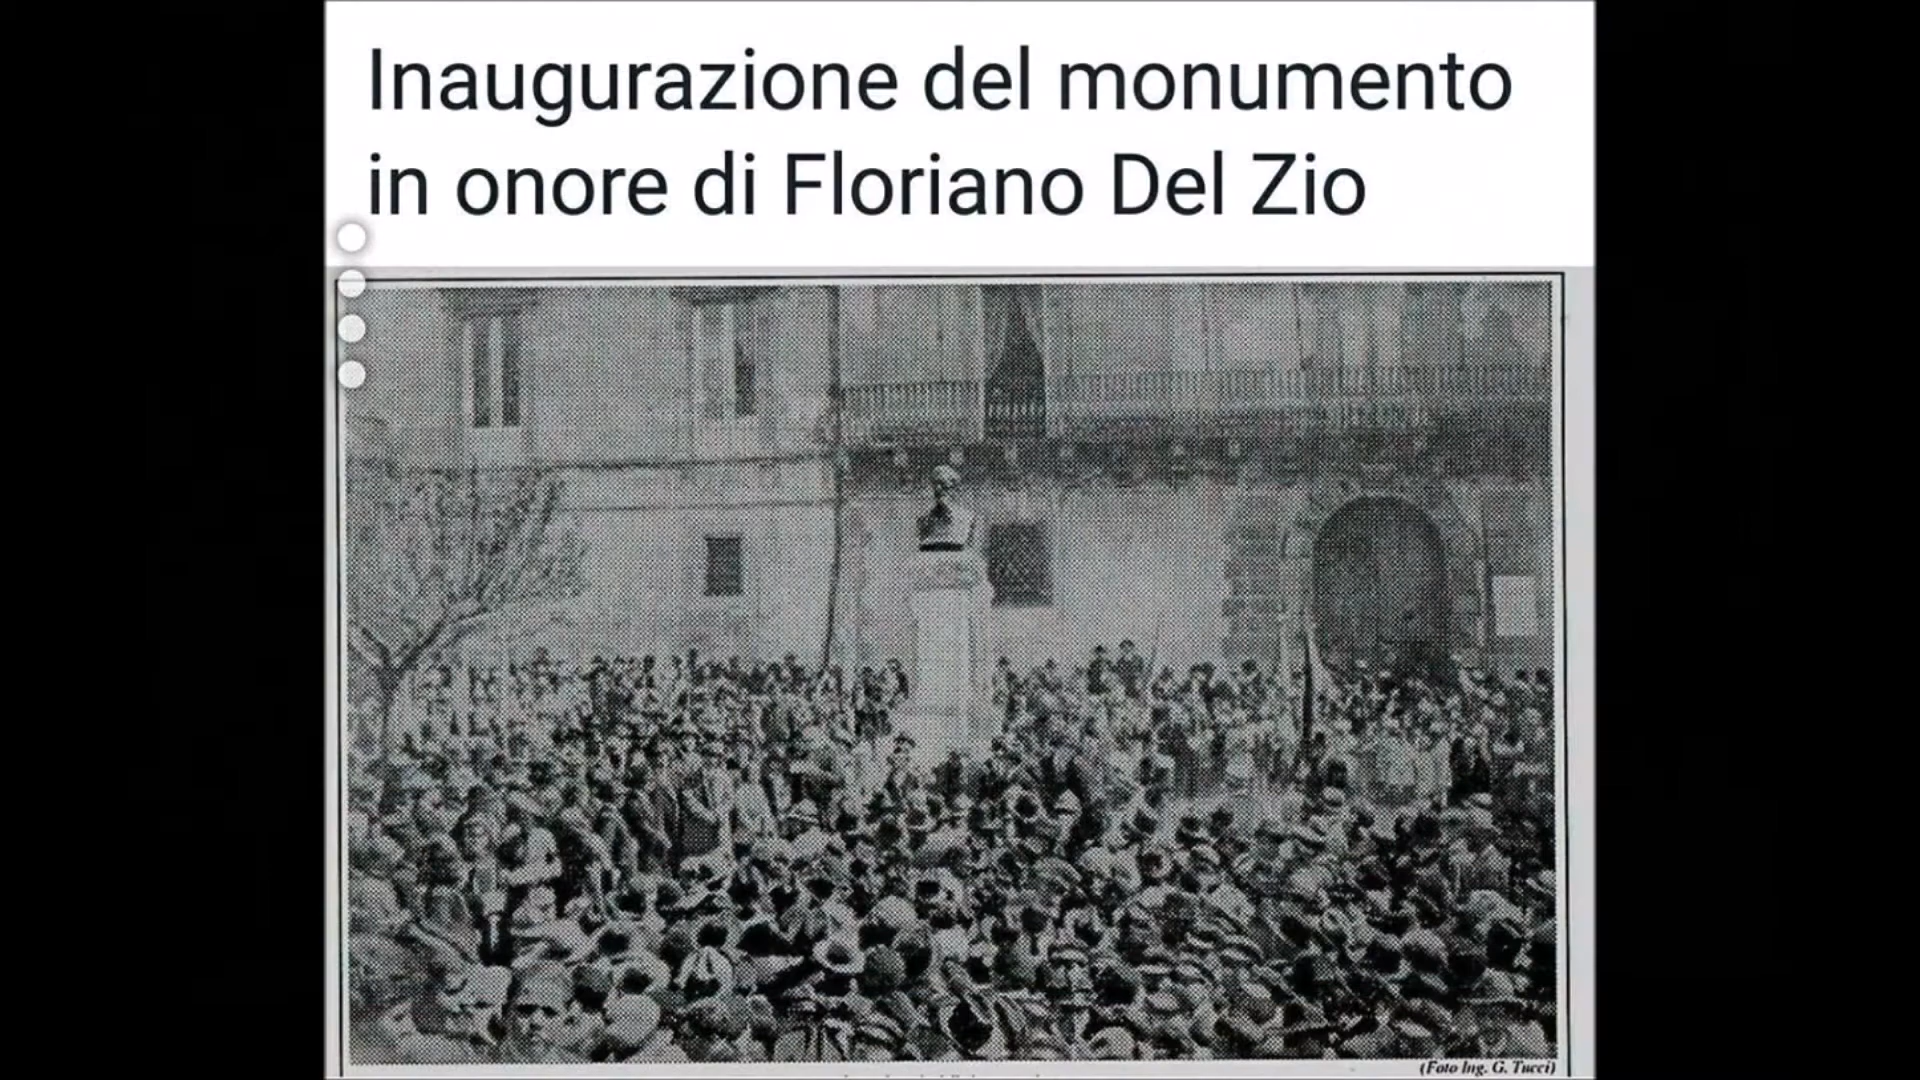 Inaugurazione del monumento
in onore di Floriano Del Zio
(Foto Ing. G. Tucci)